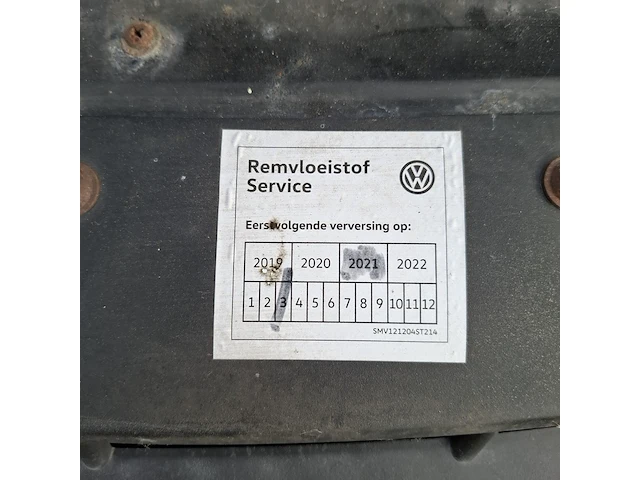 Remvloeistof
Service
Eerstvolgende verversing op:
2019 2020 2021 2022
1 2 3 4 5 6 7 8 9 10 11 12
SMV121204ST214